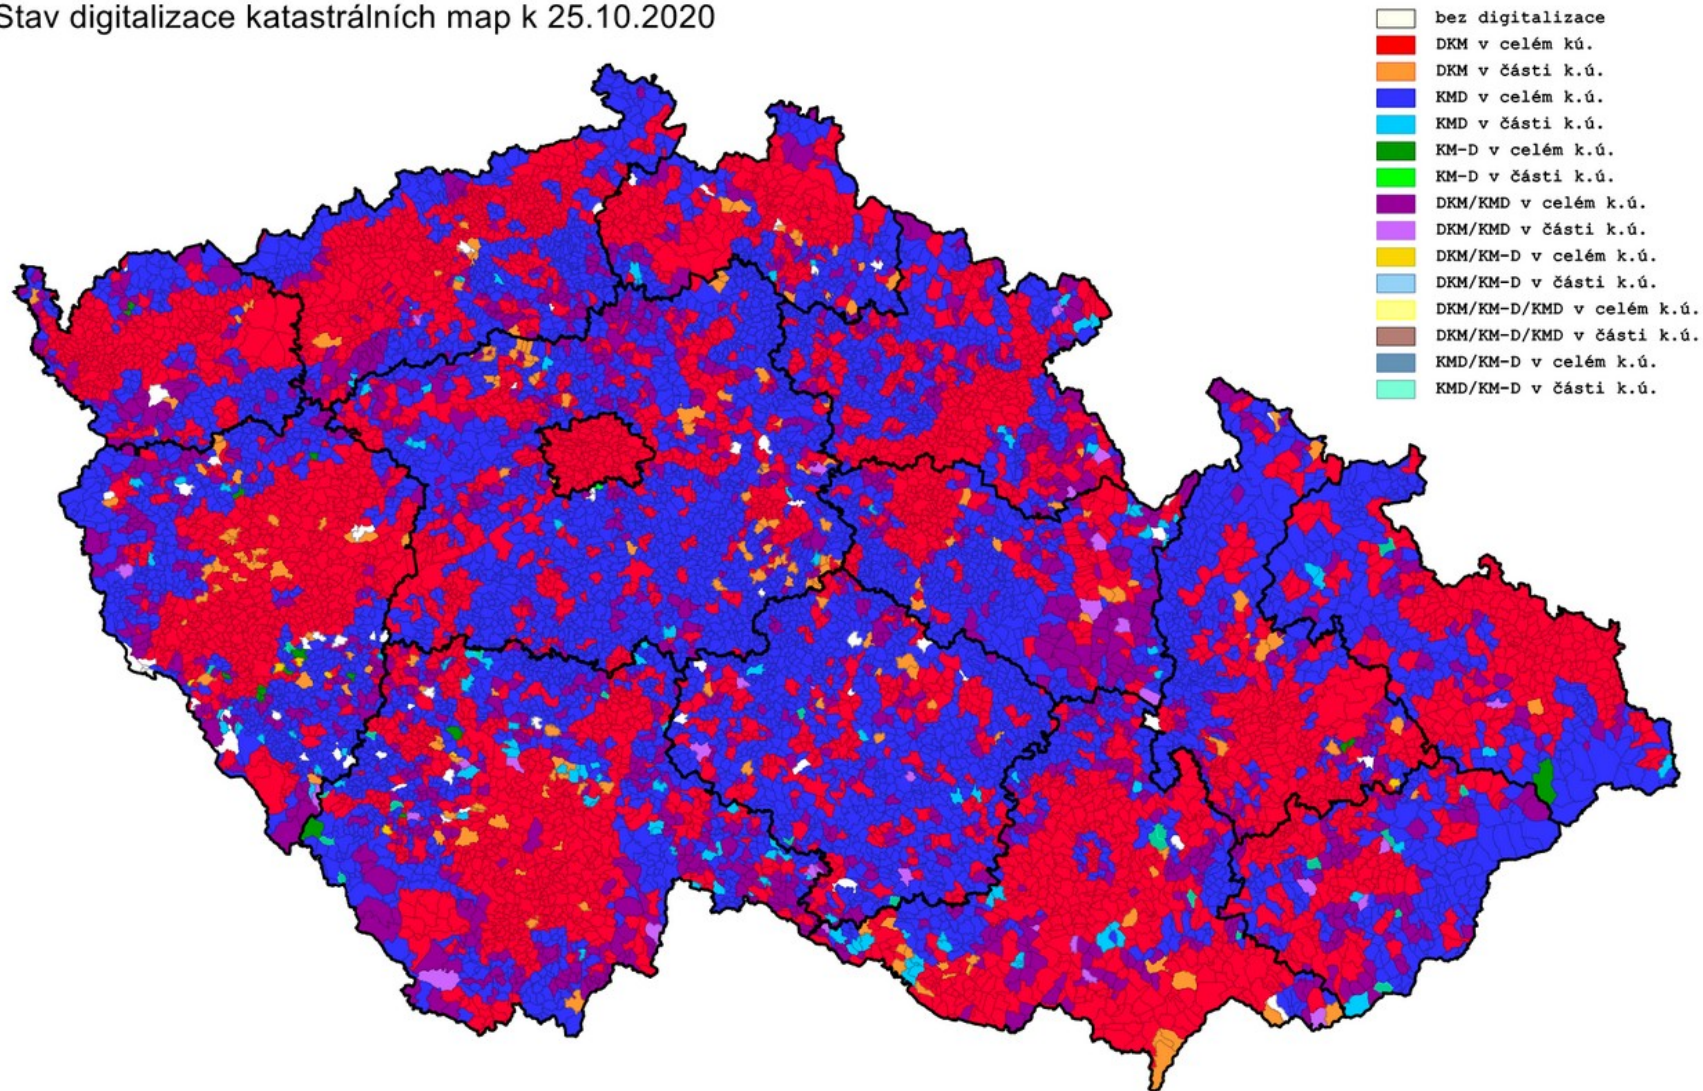 Stav digitalizace katastrálních map k 25.10.2020
bez digitalizace
DKM v celém kú.
DKM v části k.ú.
KMD v celém k.ú.
KMD v části k.ú.
KM-D v celém k.ú.
KM-D v části k.ú.
DKM/KMD v celém k.ú.
DKM/KMD v části k.ú.
DKM/KM-D v celém k.ú.
DKM/KM-D v části k.ú.
DKM/KM-D/KMD v celém k.ú.
DKM/KM-D/KMD v části k.ú.
KMD/KM-D v celém k.ú.
KMD/KM-D v části k.ú.